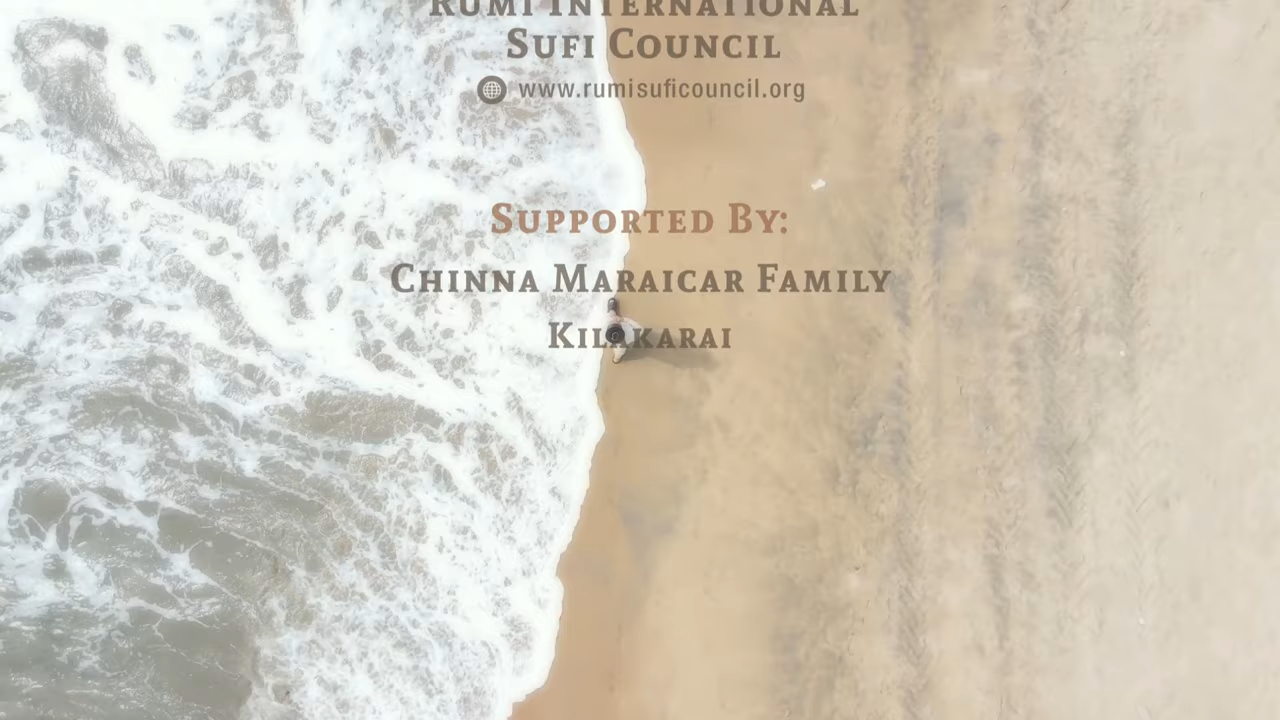 Rumi International
Sufi Council
www.rumisuficouncil.org
Supported By:
Chinna Maraicar Family
Kilakarai